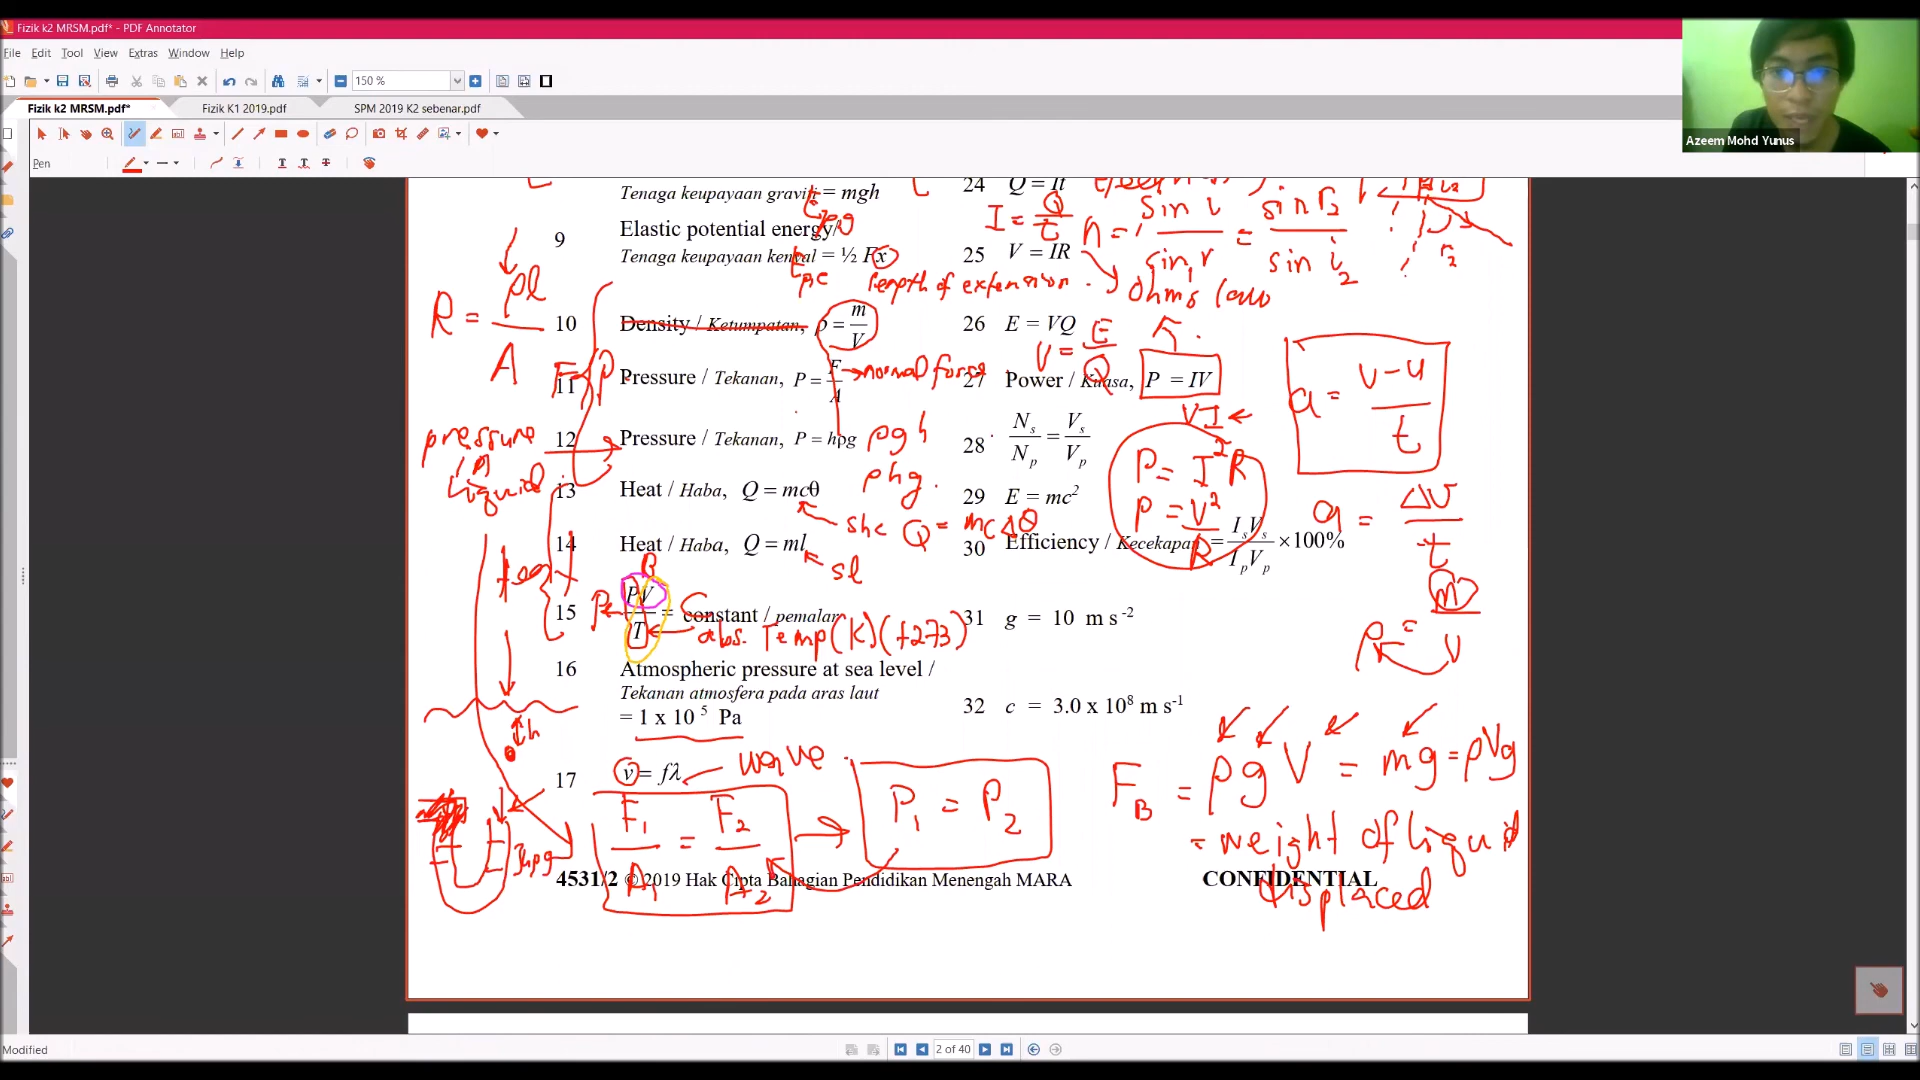 Fizik k2 MRSM.pdf* - PDF Annotator
File Edit Tool View Extras Window Help
150 %
Fizik k2 MRSM.pdf* Fizik K1 2019.pdf SPM 2019 K2 sebenar.pdf
Pen
Azeem Mohd Yunus
Tenaga keupayaan graviti = mgh
9 Elastic potential energy/
Tenaga keupayaan kenyal = ½ Fx
length of extension
R = ρl / A
10 Density / Ketumpatan, ρ = m/V
11 Pressure / Tekanan, P = F/A
normal force
12 Pressure / Tekanan, P = hρg
ρgh
ρhg
pressure in liquid
13 Heat / Haba, Q = mcθ
shc Q = mcΔθ
14 Heat / Haba, Q = ml
sl
heat
15 PV/T = constant / pemalar
abs. Temp (K) (+273)
16 Atmospheric pressure at sea level /
Tekanan atmosfera pada aras laut
= 1 x 10⁵ Pa
h
17 v = fλ
wave
F₁/A₁ = F₂/A₂
P₁ = P₂
24 Q = It
I = Q/t
n = sin i / sin r = sin r₂ / sin i₂
r₂
25 V = IR
Ohms law
26 E = VQ
V = E/Q
27 Power / Kuasa, P = IV
VI
P = I²R
P = V²/R
28 Ns/Np = Vs/Vp
29 E = mc²
30 Efficiency / Kecekapan = IsVs/IpVp × 100%
a = v-u / t
a = Δv / t
31 g = 10 m s⁻²
ρ = m / V
32 c = 3.0 x 10⁸ m s⁻¹
F_B = ρgV = mg = ρVg
= weight of liquid
displaced
4531/2 © 2019 Hak Cipta Bahagian Pendidikan Menengah MARA CONFIDENTIAL
Modified
2 of 40